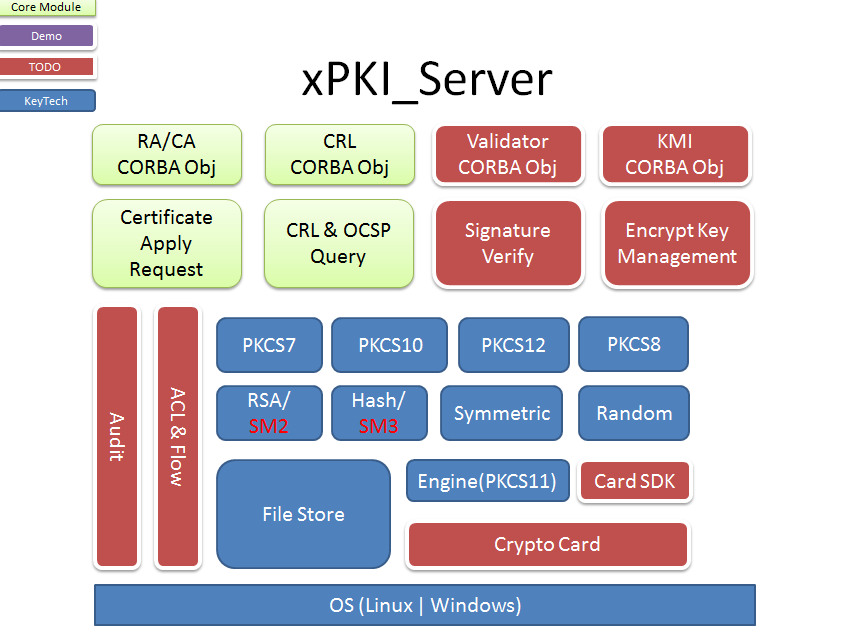 Core Module
Demo
TODO
KeyTech
xPKI_Server
RA/CA
CORBA Obj
CRL
CORBA Obj
Validator
CORBA Obj
KMI
CORBA Obj
Certificate
Apply
Request
CRL & OCSP
Query
Signature
Verify
Encrypt Key
Management
Audit
ACL & Flow
PKCS7
PKCS10
PKCS12
PKCS8
RSA/
SM2
Hash/
SM3
Symmetric
Random
File Store
Engine(PKCS11)
Card SDK
Crypto Card
OS (Linux | Windows)